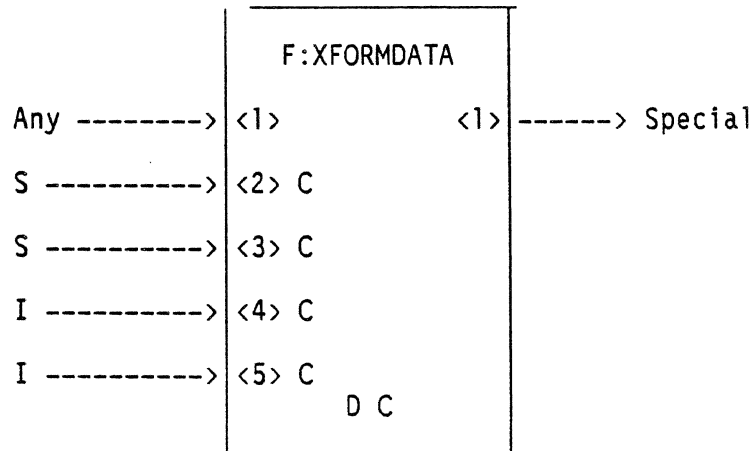 F:XFORMDATA
Any --------> <1> <1> ------> Special
S ----------> <2> C
S ----------> <3> C
I ----------> <4> C
I ----------> <5> C
D C